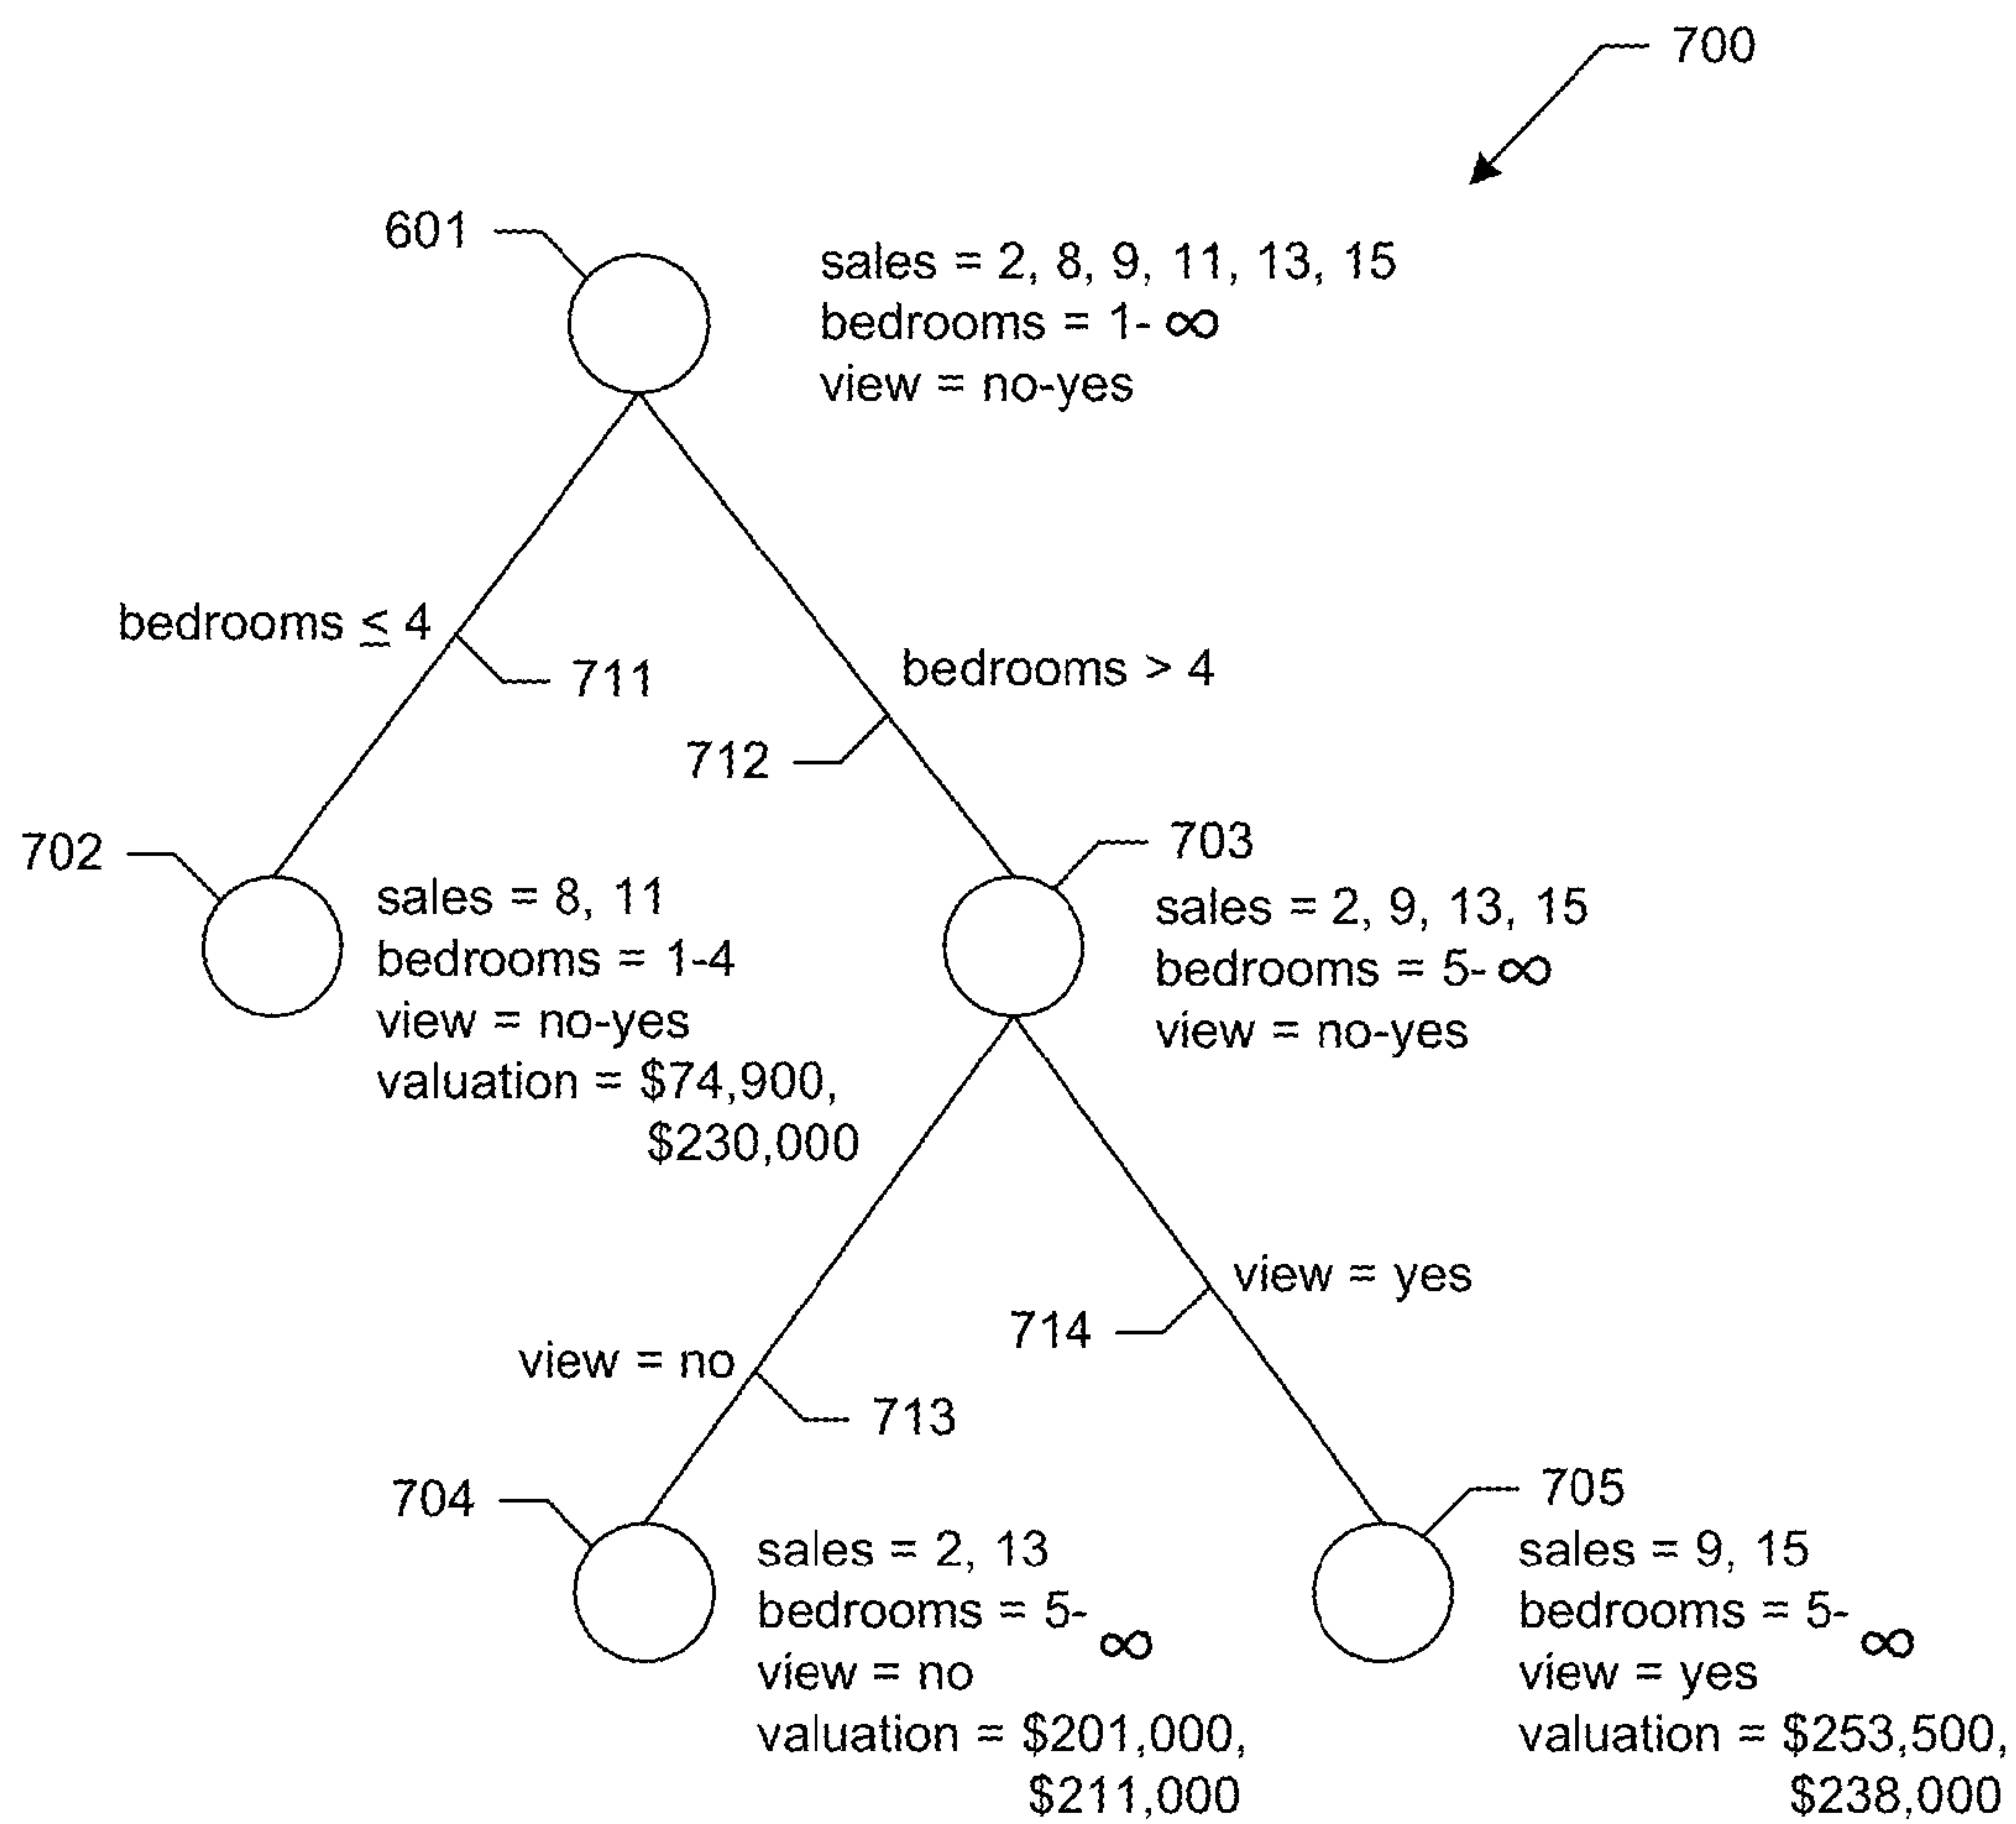 700
601
sales = 2, 8, 9, 11, 13, 15
bedrooms = 1- ∞
view = no-yes
bedrooms ≤ 4
711
bedrooms > 4
712
702
sales = 8, 11
bedrooms = 1-4
view = no-yes
valuation = $74,900,
$230,000
703
sales = 2, 9, 13, 15
bedrooms = 5- ∞
view = no-yes
view = yes
714
view = no
713
704
sales = 2, 13
bedrooms = 5- ∞
view = no
valuation = $201,000,
$211,000
705
sales = 9, 15
bedrooms = 5- ∞
view = yes
valuation = $253,500,
$238,000